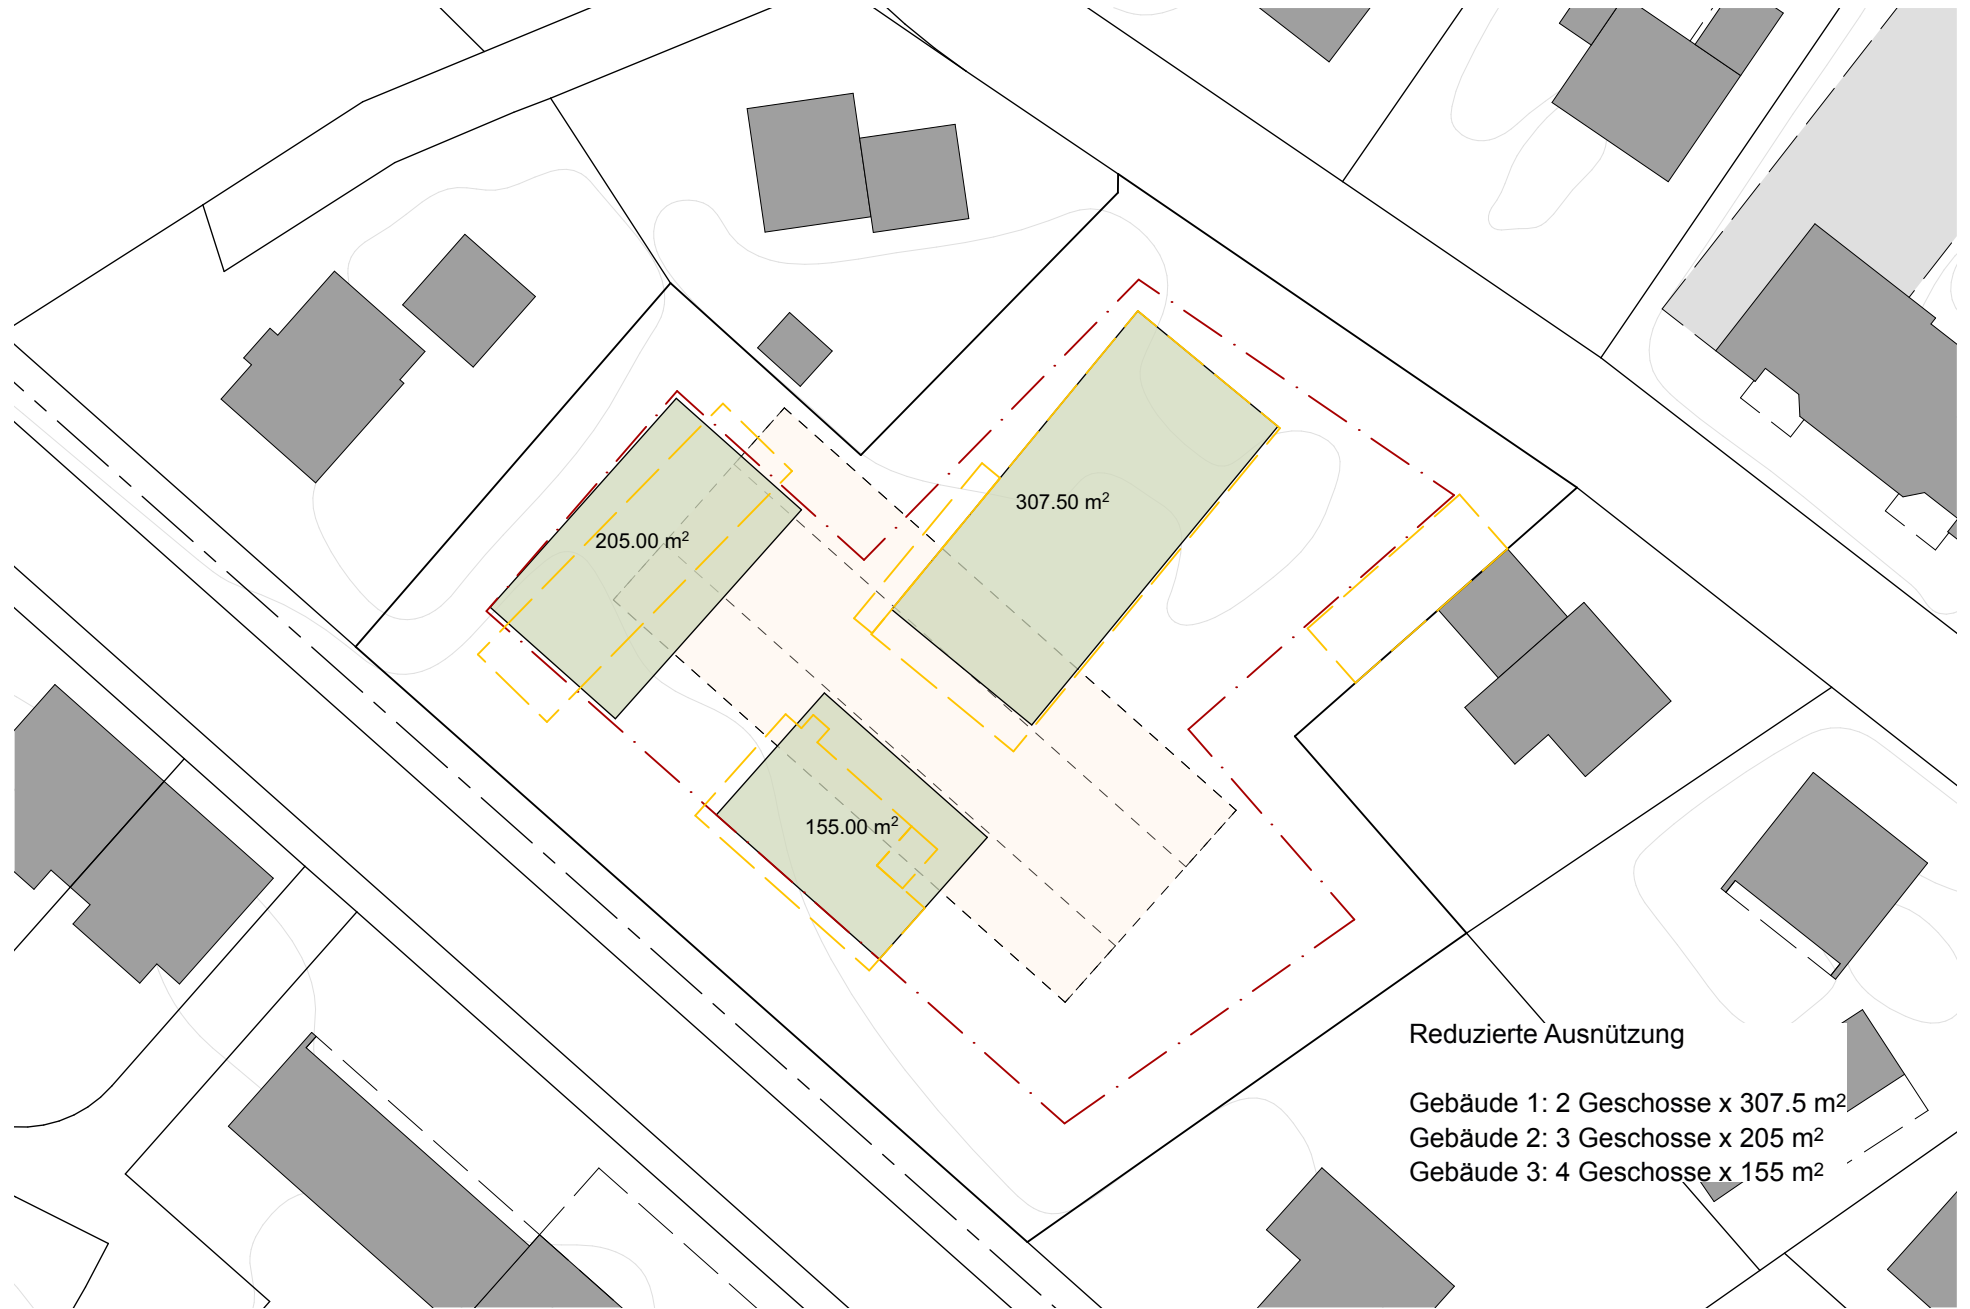 307.50 m²
205.00 m²
155.00 m²
Reduzierte Ausnützung
Gebäude 1: 2 Geschosse x 307.5 m²
Gebäude 2: 3 Geschosse x 205 m²
Gebäude 3: 4 Geschosse x 155 m²